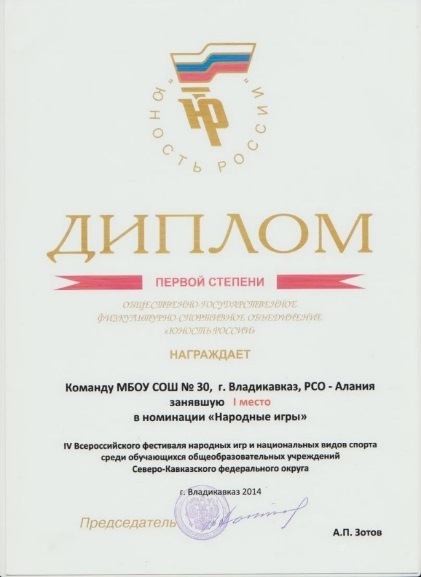 "ЮНОСТЬ РОССИИ"
ЮР
ДИПЛОМ
ПЕРВОЙ СТЕПЕНИ
ОБЩЕСТВЕННО-ГОСУДАРСТВЕННОЕ
ФИЗКУЛЬТУРНО-СПОРТИВНОЕ ОБЪЕДИНЕНИЕ
«ЮНОСТЬ РОССИИ»
НАГРАЖДАЕТ
Команду МБОУ СОШ № 30, г. Владикавказ, РСО - Алания
занявшую I место
в номинации «Народные игры»
IV Всероссийского фестиваля народных игр и национальных видов спорта
среди обучающихся общеобразовательных учреждений
Северо-Кавказского федерального округа
г. Владикавказ 2014
Председатель
А.П. Зотов